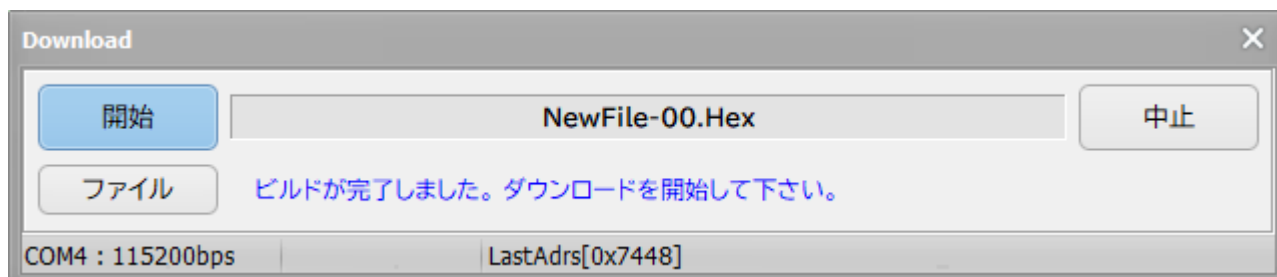 Download
開始 NewFile-00.Hex 中止
ファイル ビルドが完了しました。ダウンロードを開始して下さい。
COM4 : 115200bps LastAdrs[0x7448]